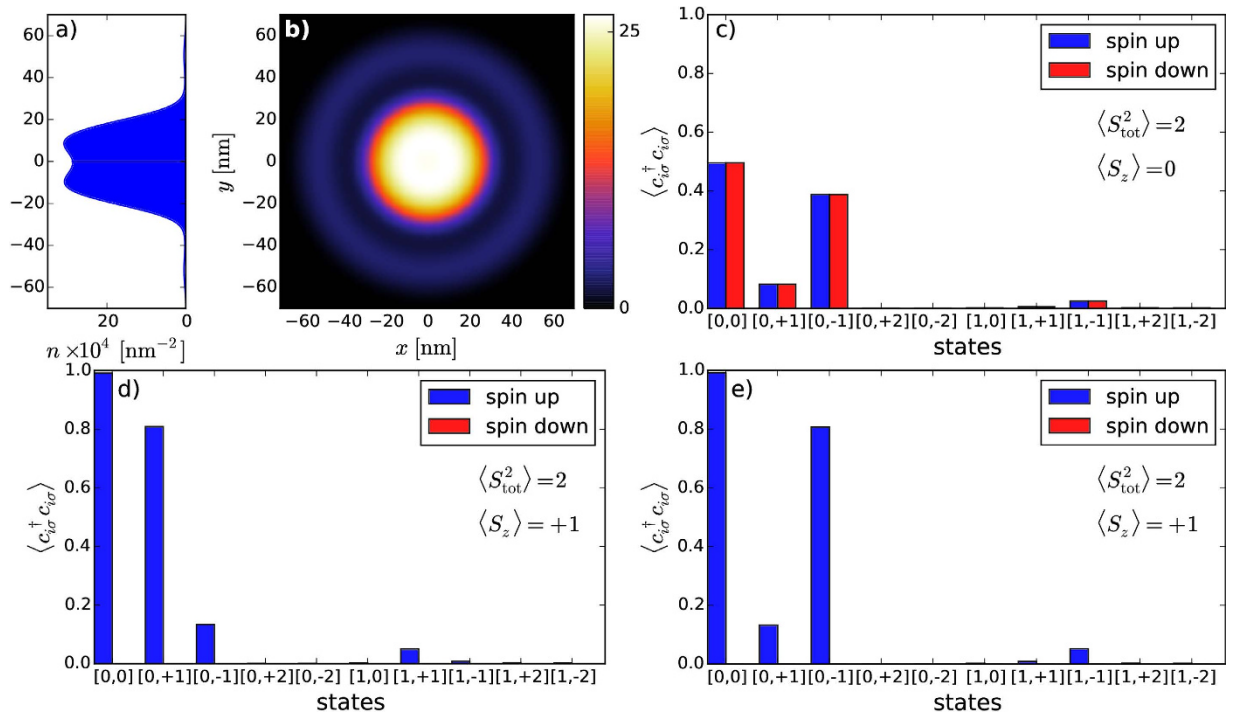 a)
60
40
20
0
−20
−40
−60
20 0
n ×10⁴ [nm⁻²]
b)
y [nm]
60
40
20
0
−20
−40
−60
−60 −40 −20 0 20 40 60
x [nm]
25
0
c)
1.0
0.8
0.6
0.4
0.2
0.0
⟨c†iσ ciσ⟩
spin up
spin down
⟨S²tot⟩=2
⟨Sz⟩=0
[0,0] [0,+1] [0,-1] [0,+2] [0,-2] [1,0] [1,+1] [1,-1] [1,+2] [1,-2]
states
d)
1.0
0.8
0.6
0.4
0.2
0.0
⟨c†iσ ciσ⟩
spin up
spin down
⟨S²tot⟩=2
⟨Sz⟩=+1
[0,0] [0,+1] [0,-1] [0,+2] [0,-2] [1,0] [1,+1] [1,-1] [1,+2] [1,-2]
states
e)
1.0
0.8
0.6
0.4
0.2
0.0
⟨c†iσ ciσ⟩
spin up
spin down
⟨S²tot⟩=2
⟨Sz⟩=+1
[0,0] [0,+1] [0,-1] [0,+2] [0,-2] [1,0] [1,+1] [1,-1] [1,+2] [1,-2]
states